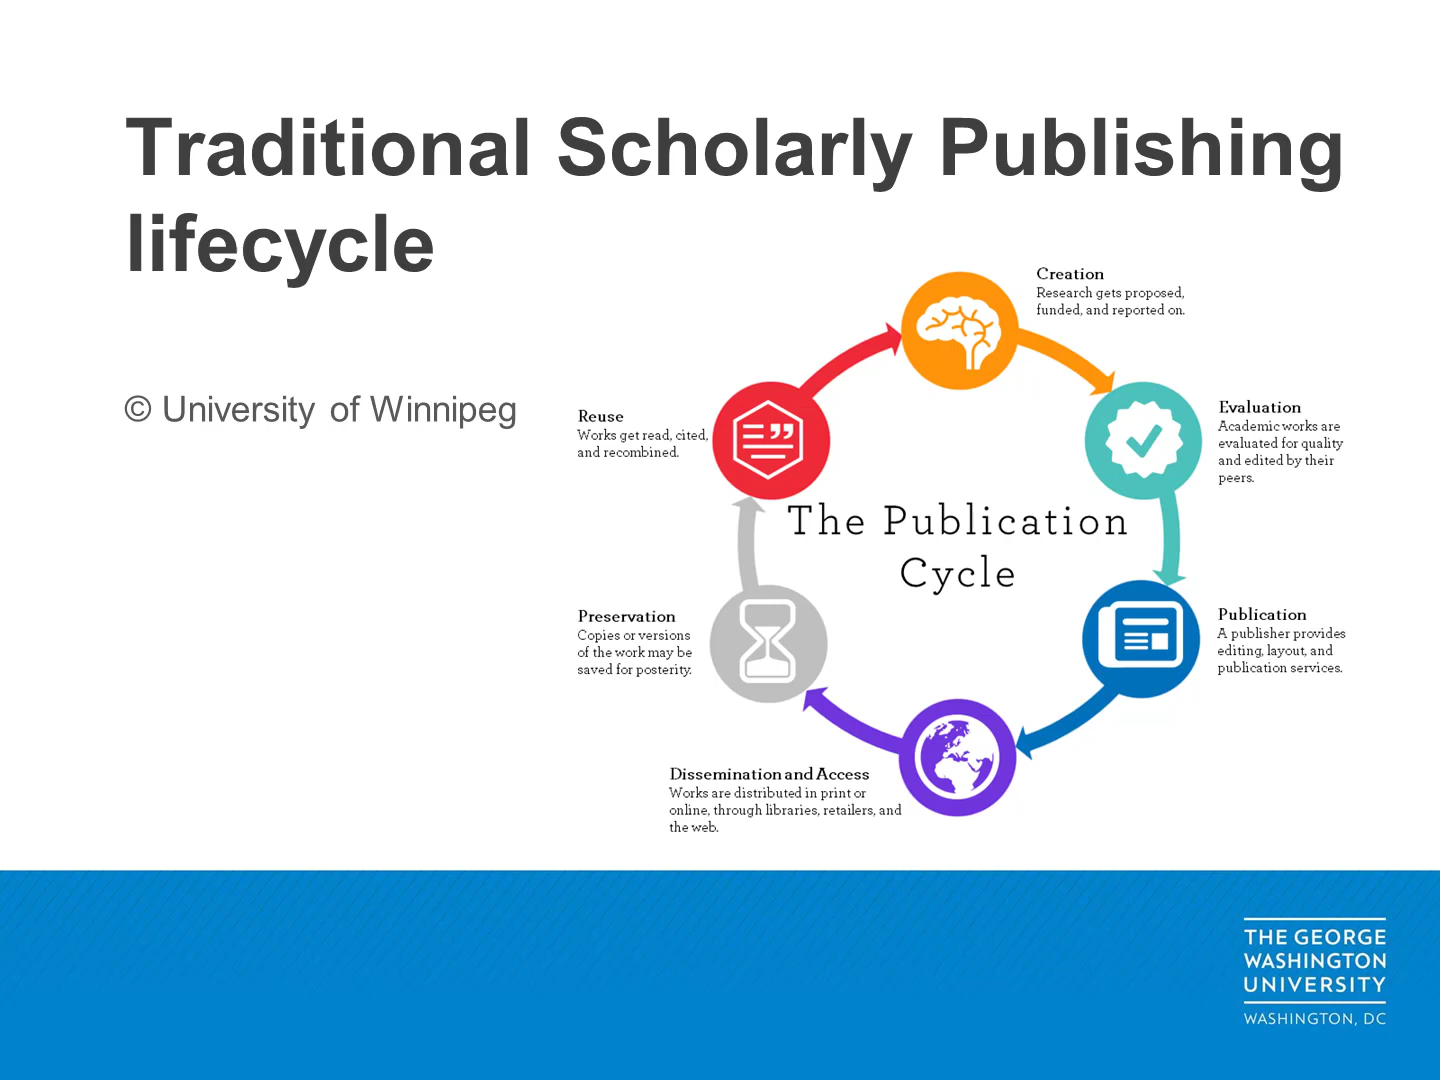 Traditional Scholarly Publishing
lifecycle
© University of Winnipeg
Creation
Research gets proposed,
funded, and reported on.
Evaluation
Academic works are
evaluated for quality
and edited by their
peers.
Reuse
Works get read, cited,
and recombined.
The Publication
Cycle
Publication
A publisher provides
editing, layout, and
publication services.
Preservation
Copies or versions
of the work may be
saved for posterity.
Dissemination and Access
Works are distributed in print or
online, through libraries, retailers, and
the web.
THE GEORGE
WASHINGTON
UNIVERSITY
WASHINGTON, DC